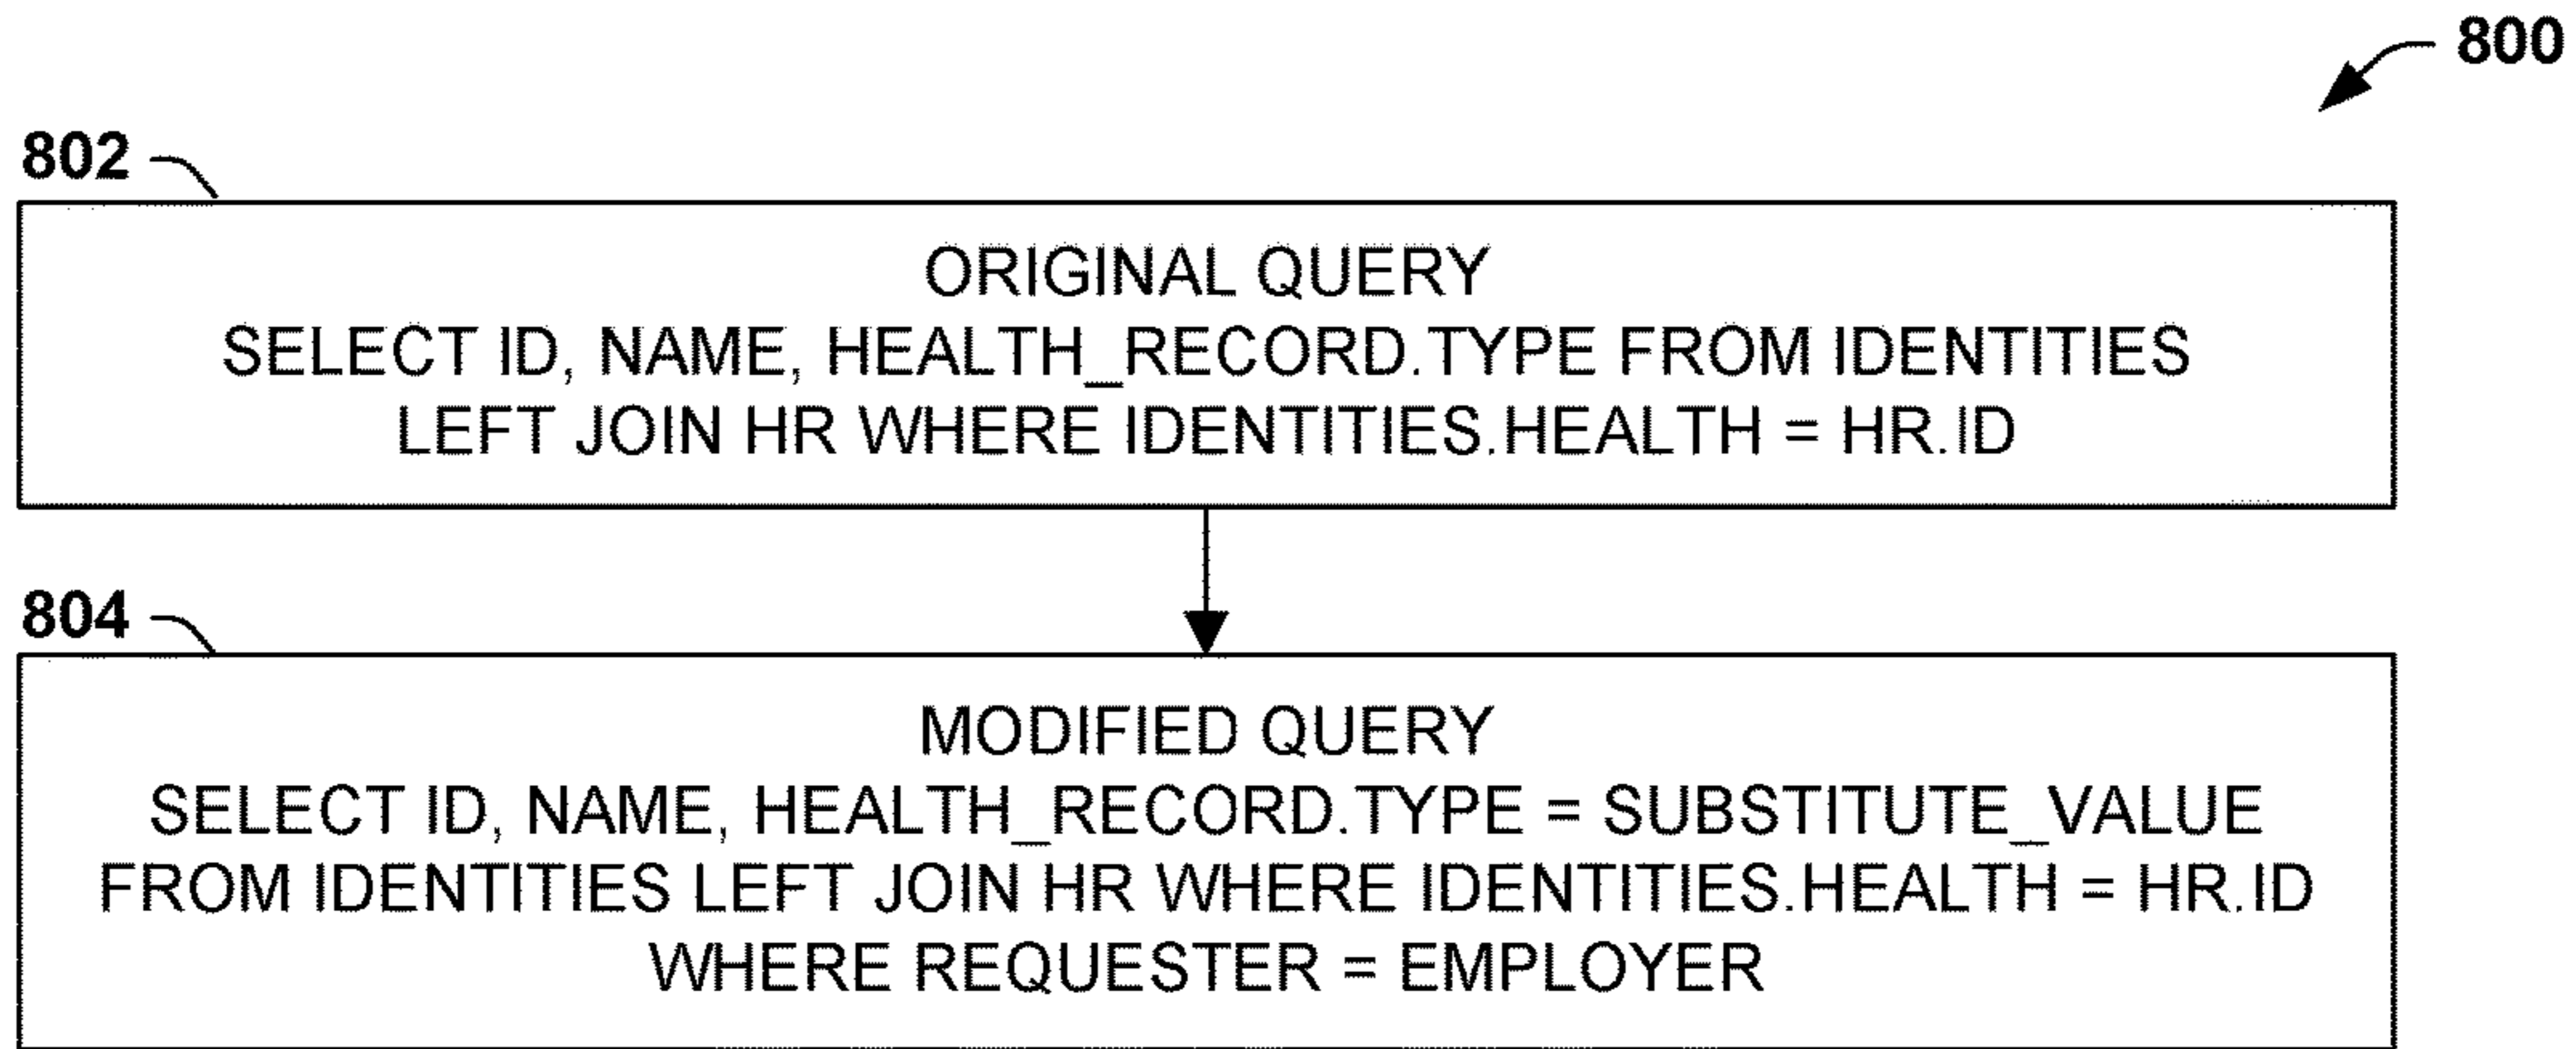 800
802
ORIGINAL QUERY
SELECT ID, NAME, HEALTH_RECORD.TYPE FROM IDENTITIES
LEFT JOIN HR WHERE IDENTITIES.HEALTH = HR.ID
804
MODIFIED QUERY
SELECT ID, NAME, HEALTH_RECORD.TYPE = SUBSTITUTE_VALUE
FROM IDENTITIES LEFT JOIN HR WHERE IDENTITIES.HEALTH = HR.ID
WHERE REQUESTER = EMPLOYER